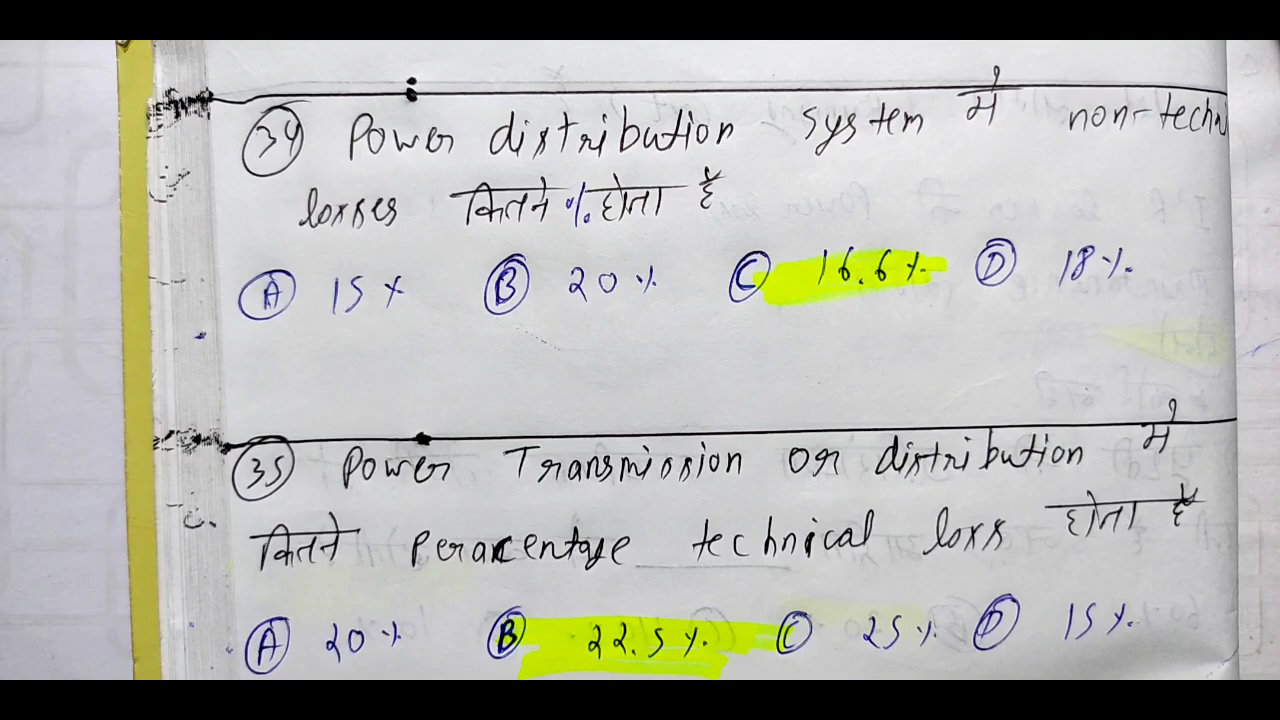 34 Power distribution system में non-techn
losses कितने % होता है
A 15 % B 20 % C 16.6 % D 18 %.
35 Power Transmission or distribution में
कितने percentage technical loss होता है
A 20 % B 22.5 %. C 25 % D 15 %.